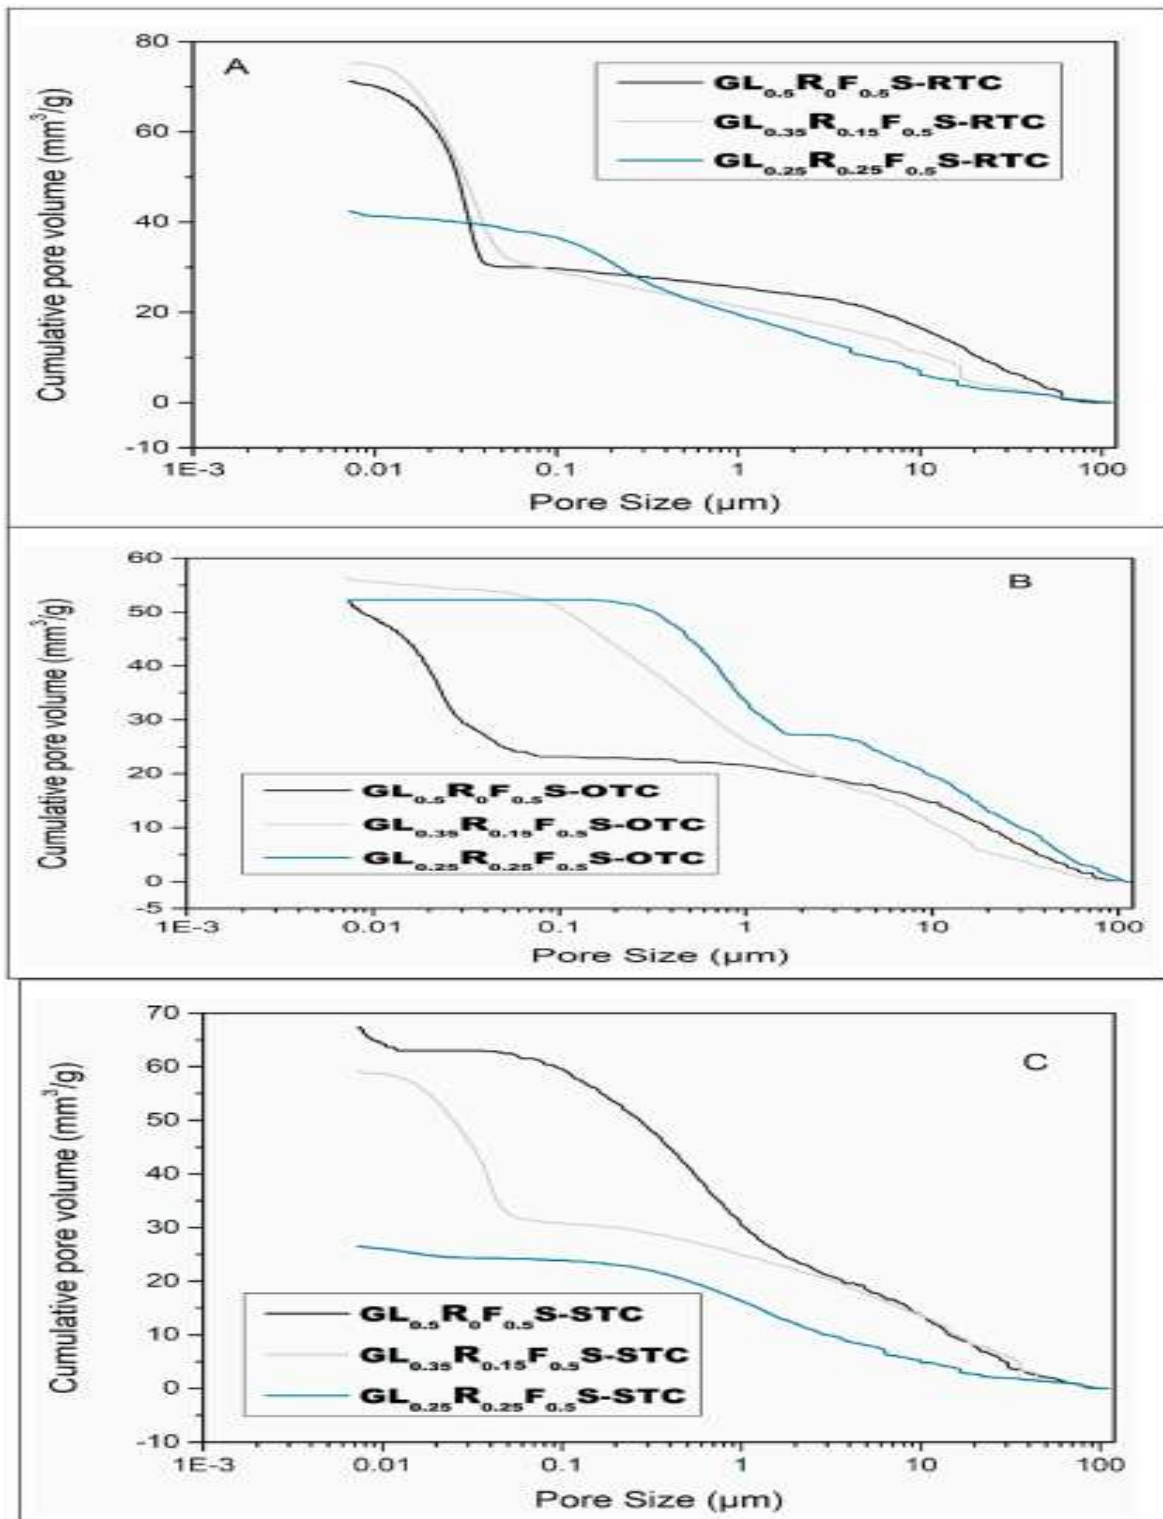 A
Cumulative pore volume (mm³/g)
80
60
40
20
0
-10
GL₀.₅R₀F₀.₅S-RTC
GL₀.₃₅R₀.₁₅F₀.₅S-RTC
GL₀.₂₅R₀.₂₅F₀.₅S-RTC
1E-3 0.01 0.1 1 10 100
Pore Size (μm)
B
Cumulative pore volume (mm³/g)
60
50
40
30
20
10
0
-5
GL₀.₅R₀F₀.₅S-OTC
GL₀.₃₅R₀.₁₅F₀.₅S-OTC
GL₀.₂₅R₀.₂₅F₀.₅S-OTC
1E-3 0.01 0.1 1 10 100
Pore Size (μm)
C
Cumulative pore volume (mm³/g)
70
60
50
40
30
20
10
0
-10
GL₀.₅R₀F₀.₅S-STC
GL₀.₃₅R₀.₁₅F₀.₅S-STC
GL₀.₂₅R₀.₂₅F₀.₅S-STC
1E-3 0.01 0.1 1 10 100
Pore Size (μm)